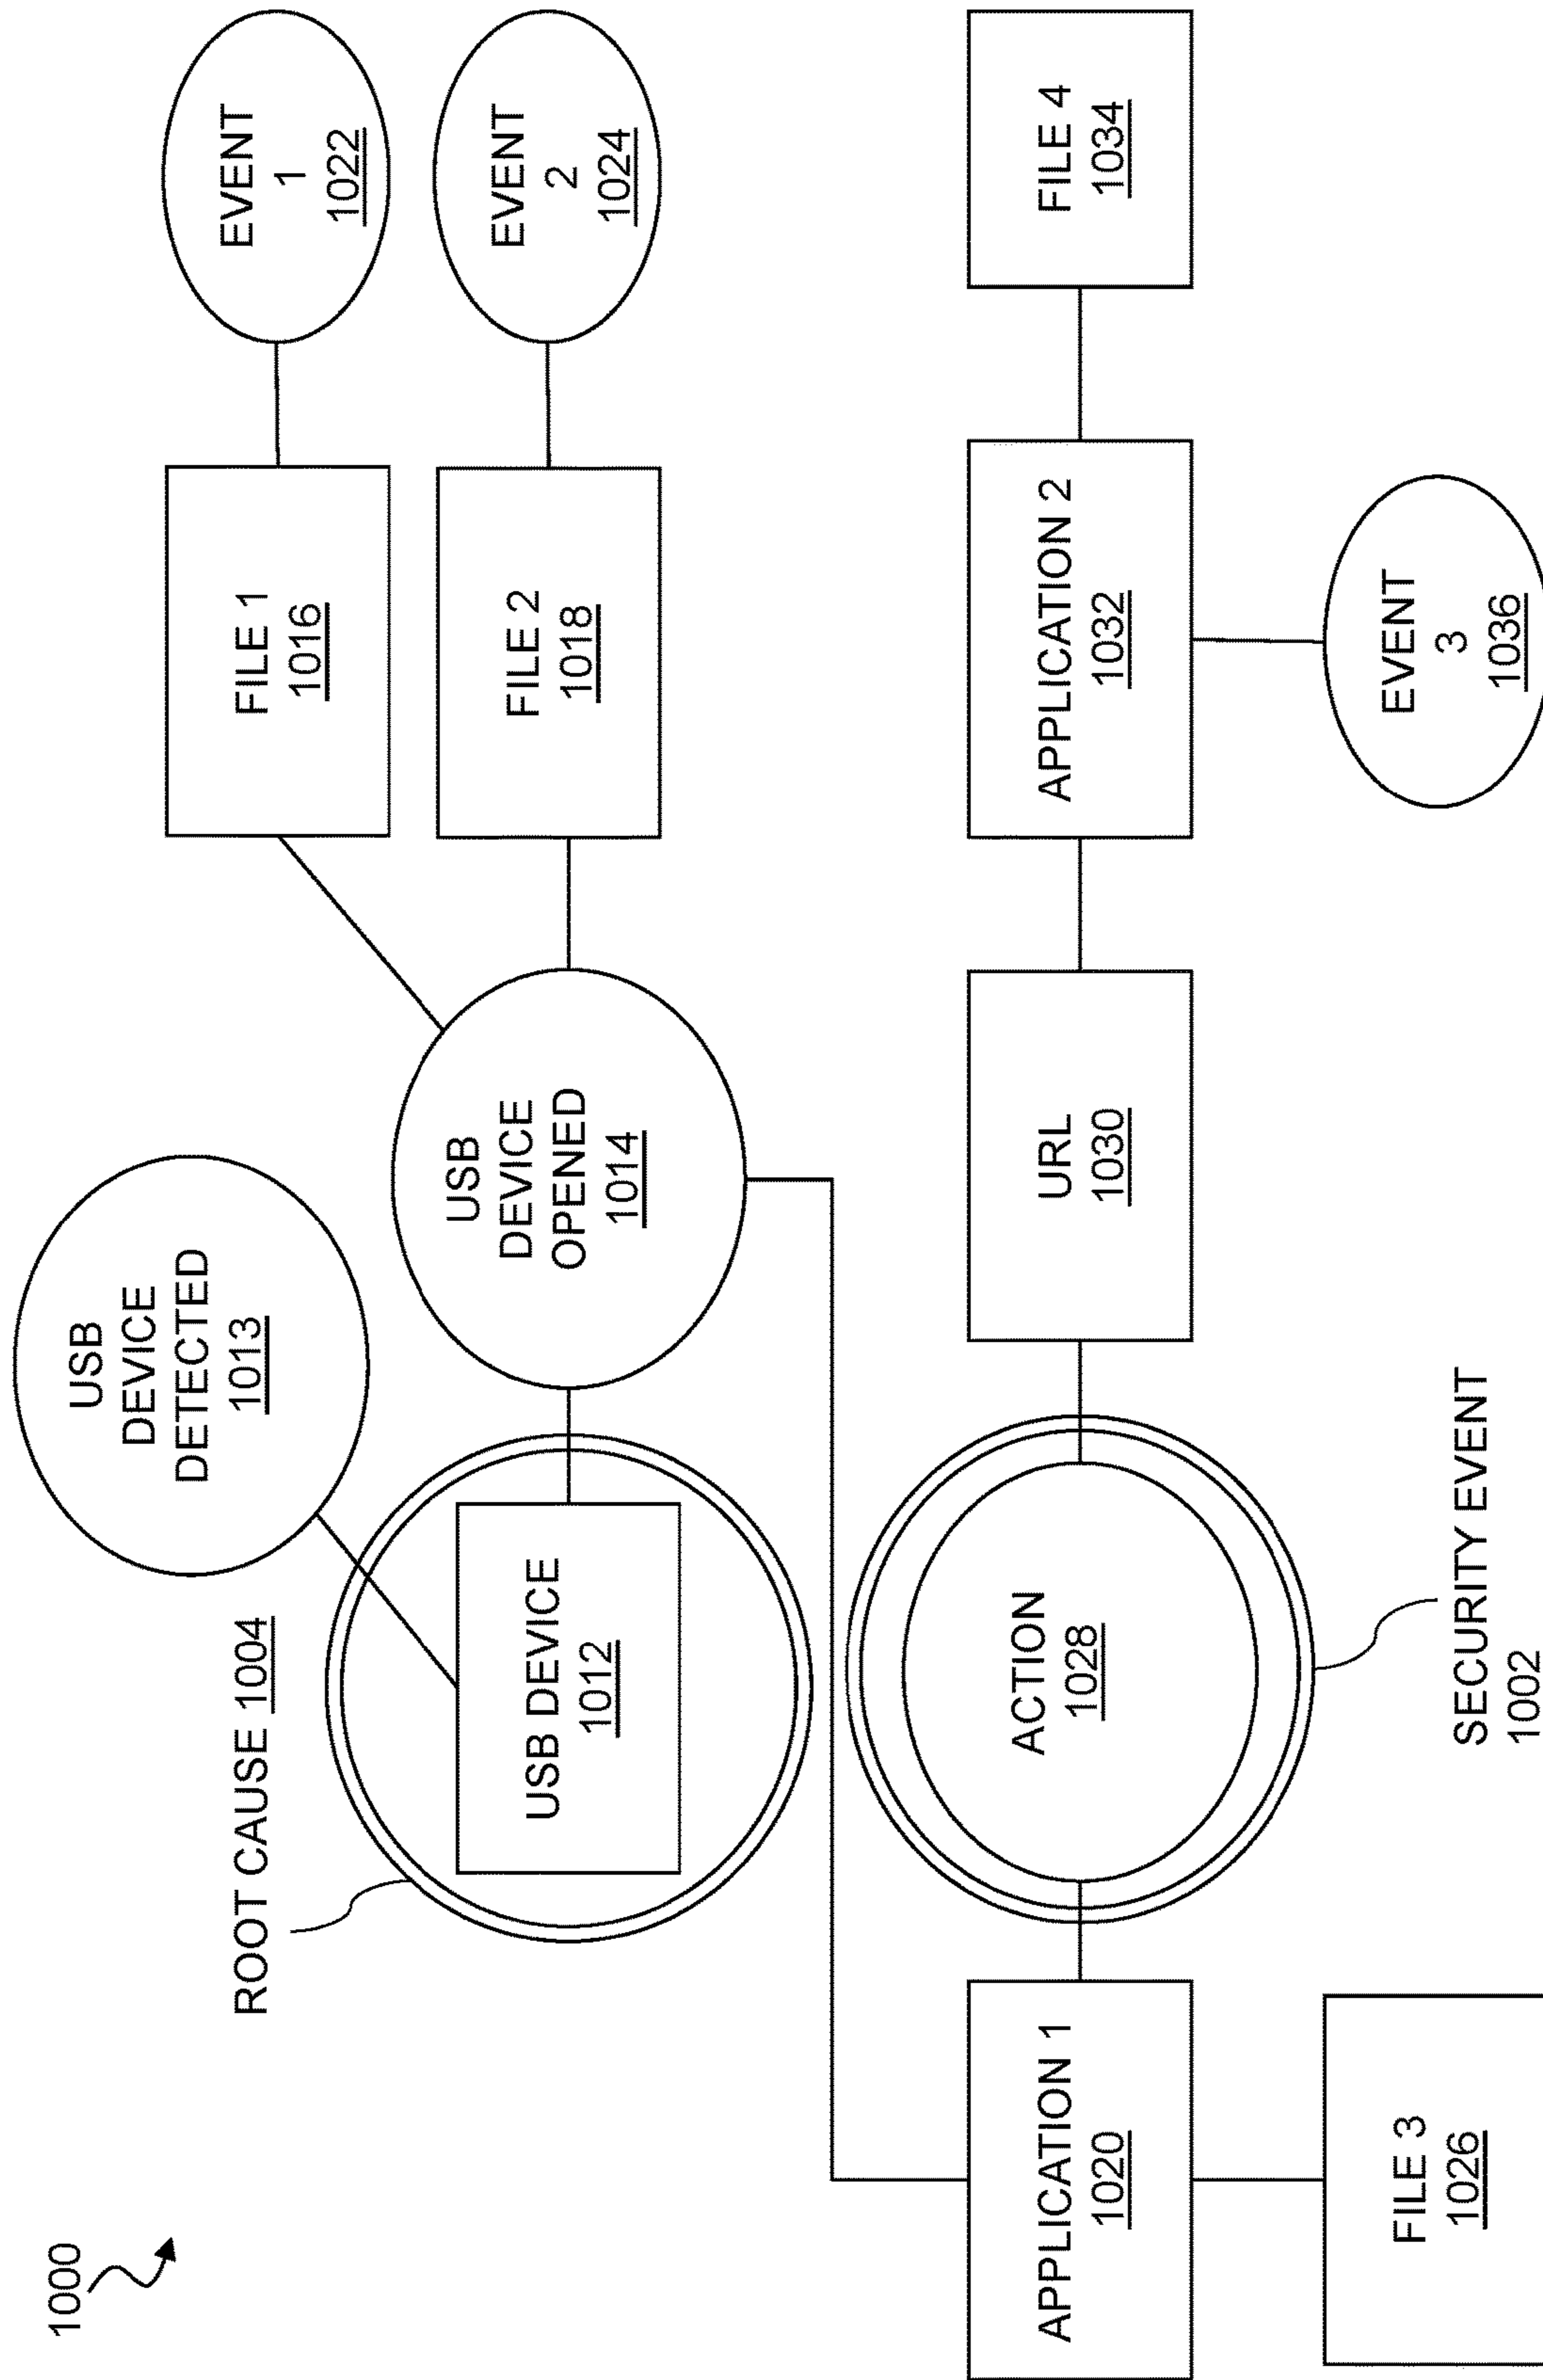 1000
USB
DEVICE
DETECTED
1013
ROOT CAUSE 1004
USB DEVICE
1012
USB
DEVICE
OPENED
1014
FILE 1
1016
EVENT
1
1022
FILE 2
1018
EVENT
2
1024
APPLICATION 1
1020
ACTION
1028
URL
1030
APPLICATION 2
1032
FILE 4
1034
FILE 3
1026
SECURITY EVENT
1002
EVENT
3
1036